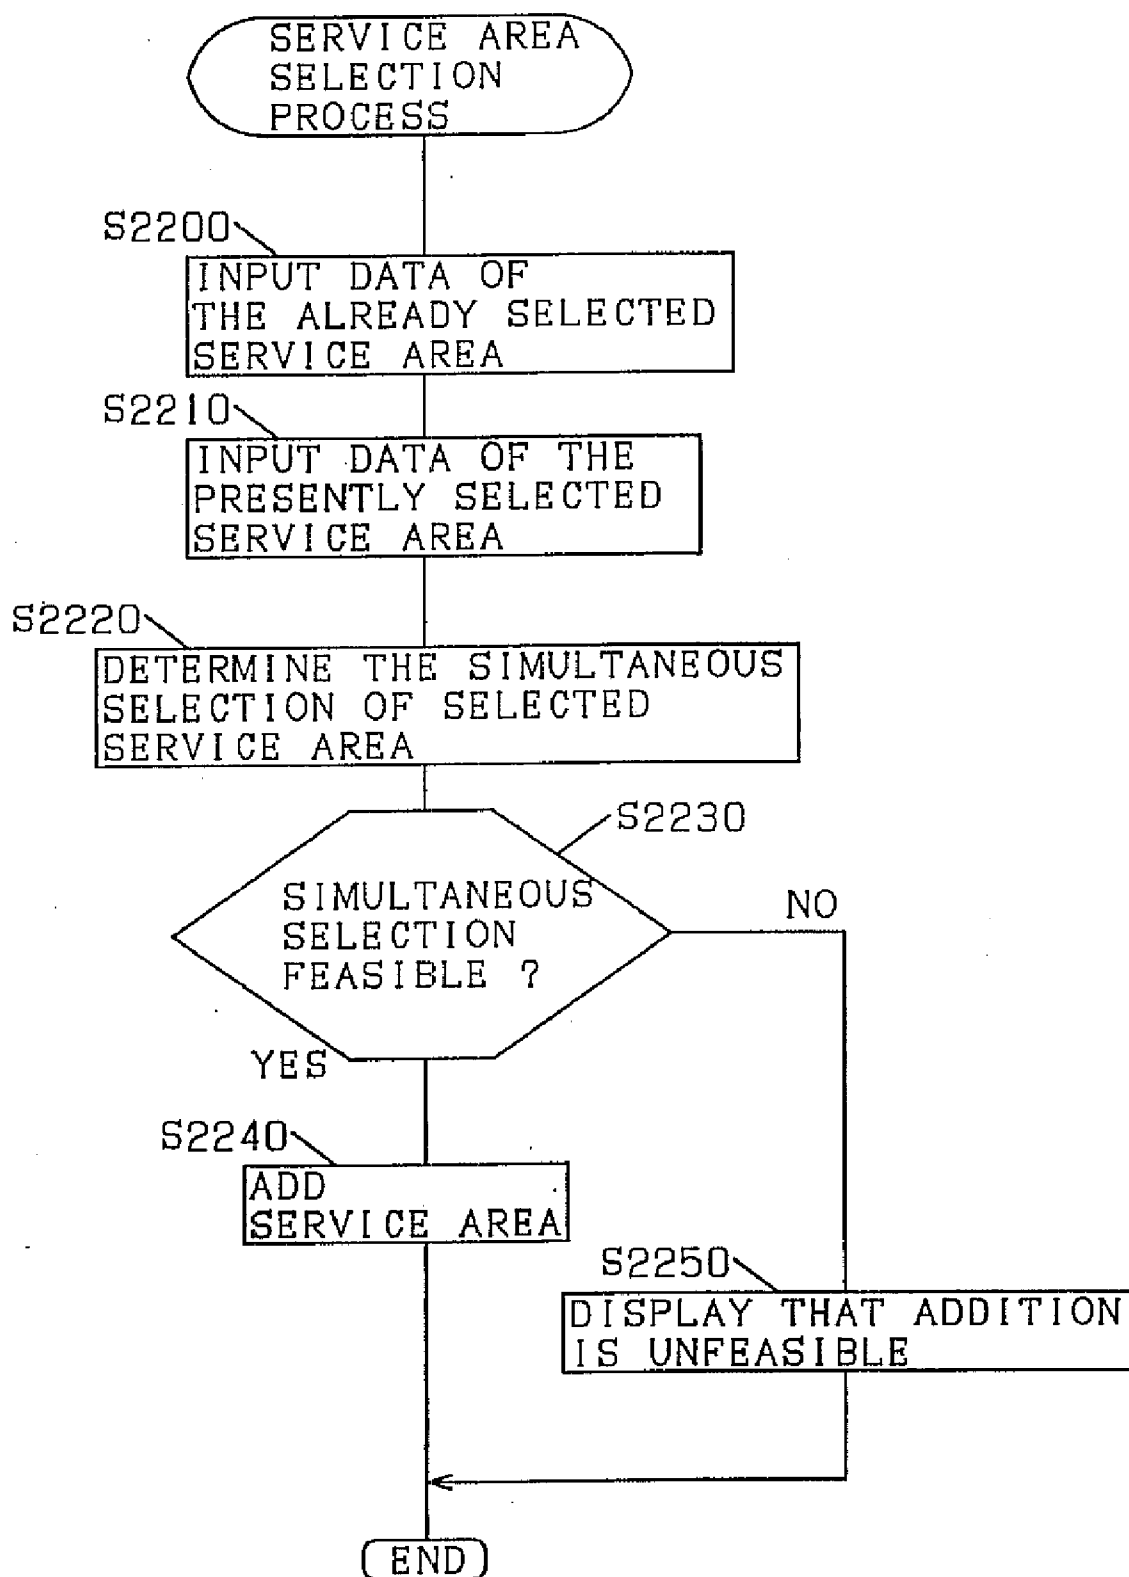 SERVICE AREA
SELECTION
PROCESS
S2200
INPUT DATA OF
THE ALREADY SELECTED
SERVICE AREA
S2210
INPUT DATA OF THE
PRESENTLY SELECTED
SERVICE AREA
S2220
DETERMINE THE SIMULTANEOUS
SELECTION OF SELECTED
SERVICE AREA
S2230
SIMULTANEOUS
SELECTION
FEASIBLE ?
NO
YES
S2240
ADD
SERVICE AREA
S2250
DISPLAY THAT ADDITION
IS UNFEASIBLE
END